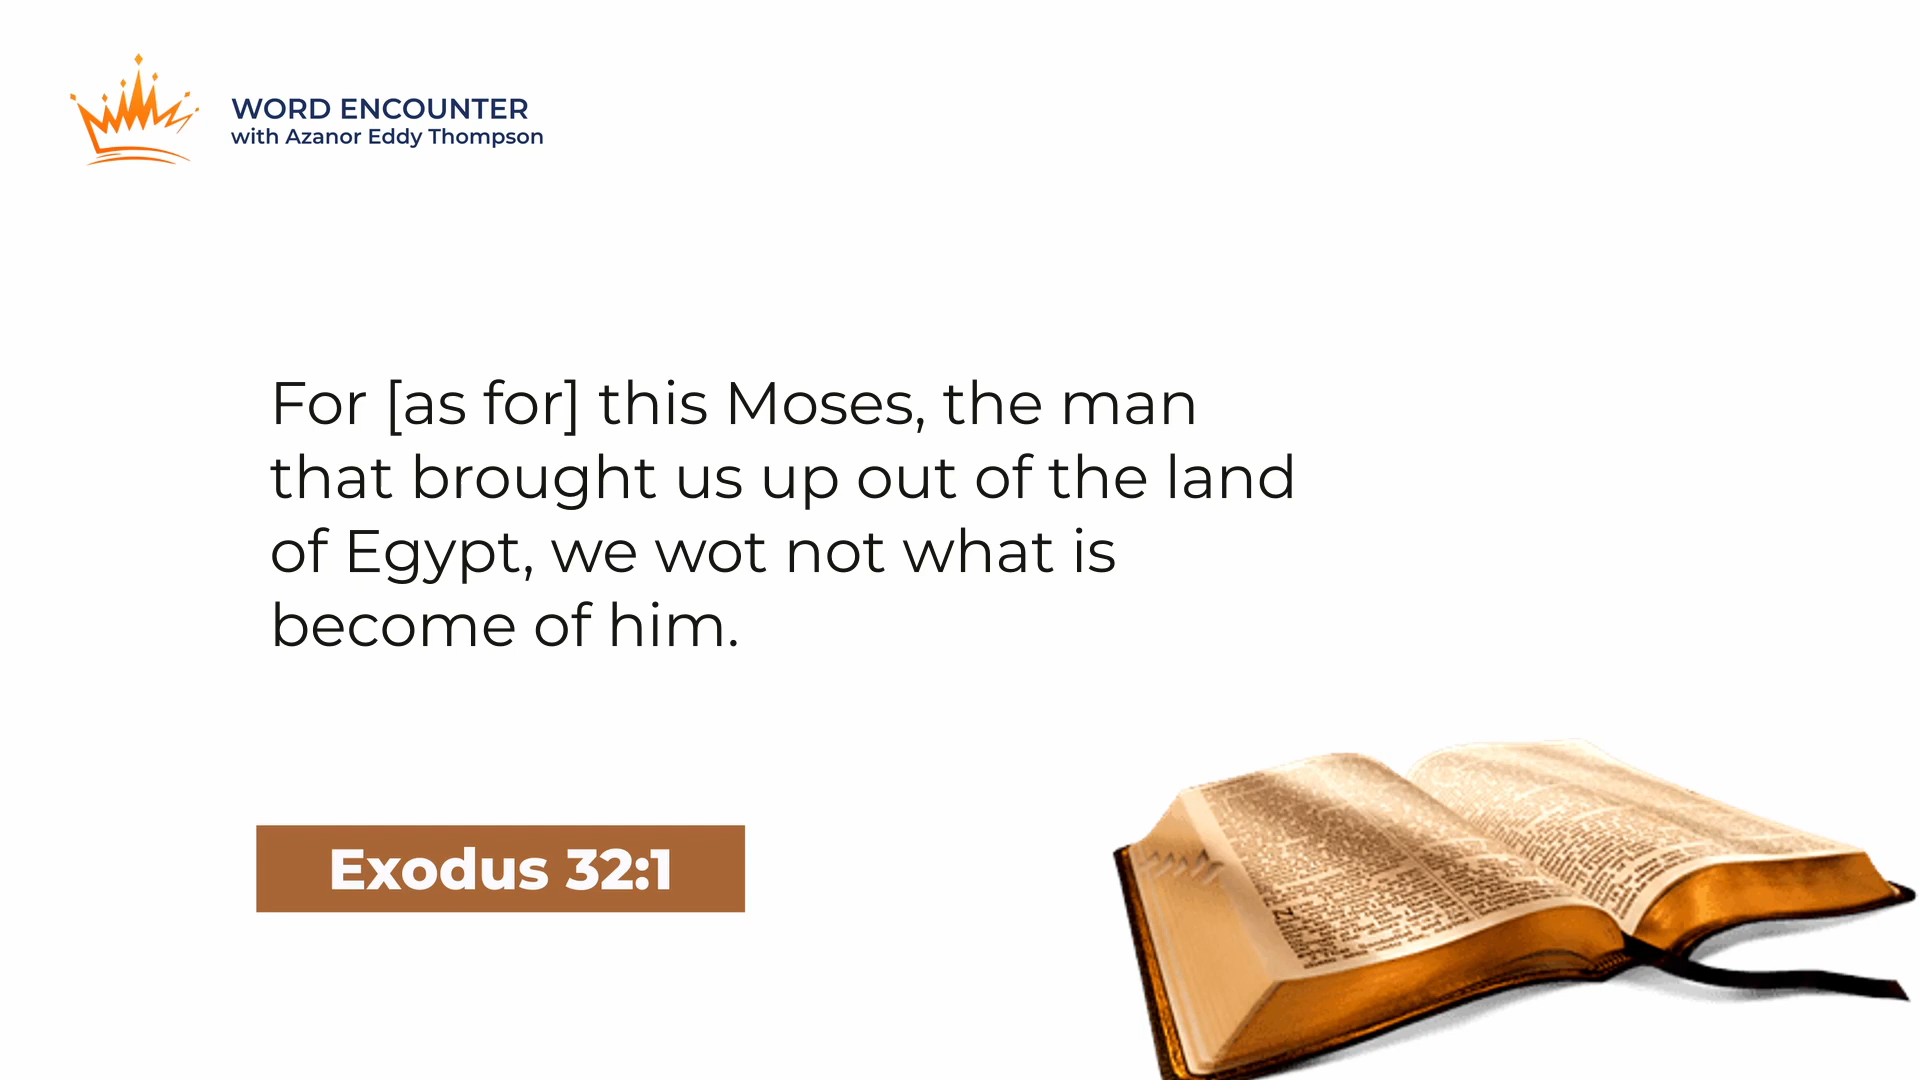 WORD ENCOUNTER
with Azanor Eddy Thompson
For [as for] this Moses, the man
that brought us up out of the land
of Egypt, we wot not what is
become of him.
Exodus 32:1